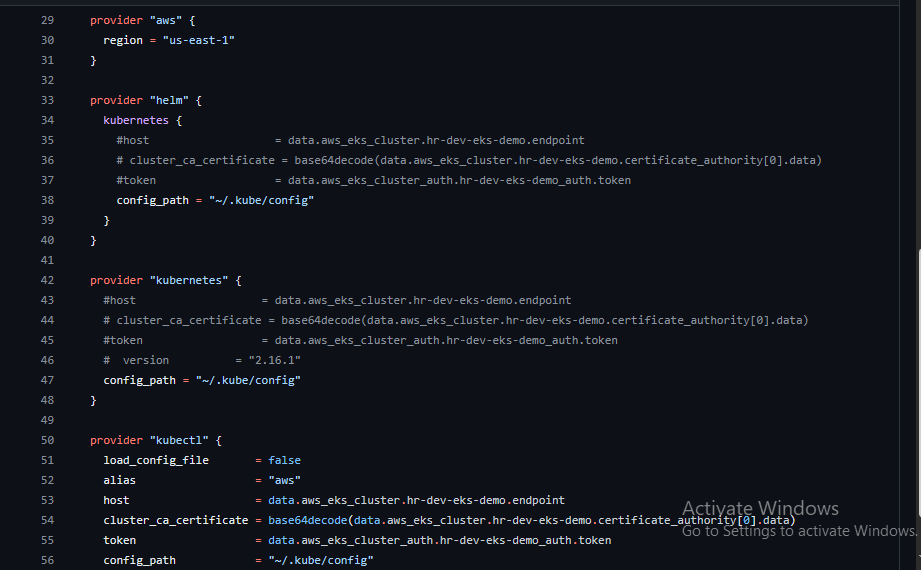 29 provider "aws" {
30 region = "us-east-1"
31 }
32
33 provider "helm" {
34 kubernetes {
35 #host = data.aws_eks_cluster.hr-dev-eks-demo.endpoint
36 # cluster_ca_certificate = base64decode(data.aws_eks_cluster.hr-dev-eks-demo.certificate_authority[0].data)
37 #token = data.aws_eks_cluster_auth.hr-dev-eks-demo_auth.token
38 config_path = "~/.kube/config"
39 }
40 }
41
42 provider "kubernetes" {
43 #host = data.aws_eks_cluster.hr-dev-eks-demo.endpoint
44 # cluster_ca_certificate = base64decode(data.aws_eks_cluster.hr-dev-eks-demo.certificate_authority[0].data)
45 #token = data.aws_eks_cluster_auth.hr-dev-eks-demo_auth.token
46 # version = "2.16.1"
47 config_path = "~/.kube/config"
48 }
49
50 provider "kubectl" {
51 load_config_file = false
52 alias = "aws"
53 host = data.aws_eks_cluster.hr-dev-eks-demo.endpoint
54 cluster_ca_certificate = base64decode(data.aws_eks_cluster.hr-dev-eks-demo.certificate_authority[0].data)
55 token = data.aws_eks_cluster_auth.hr-dev-eks-demo_auth.token
56 config_path = "~/.kube/config"
Activate Windows
Go to Settings to activate Windows.